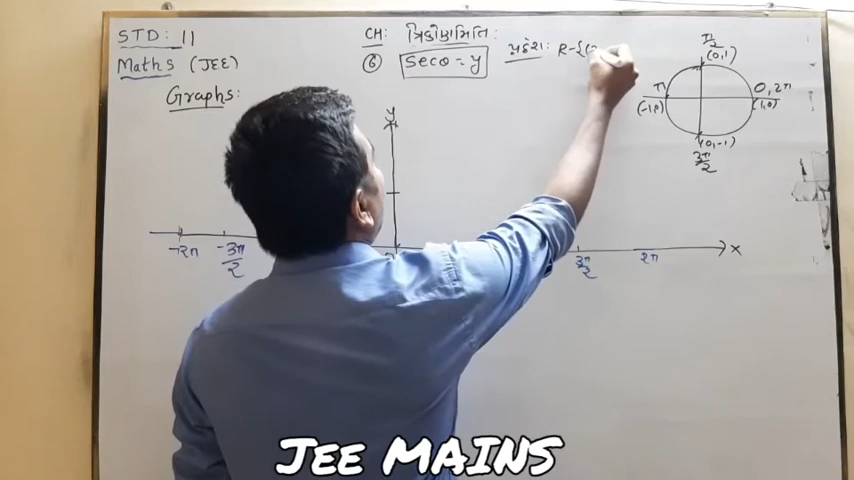 STD: 11
Maths (JEE)
Graphs:
CH: ત્રિકોણમિતિ:
⑥ secθ = y
પ્રદેશ: R-{(2
π/2
(0,1)
π
(-1,0)
0, 2π
(1,0)
(0,-1)
3π/2
y
-2π
-3π/2
3π/2
2π
x
JEE MAINS